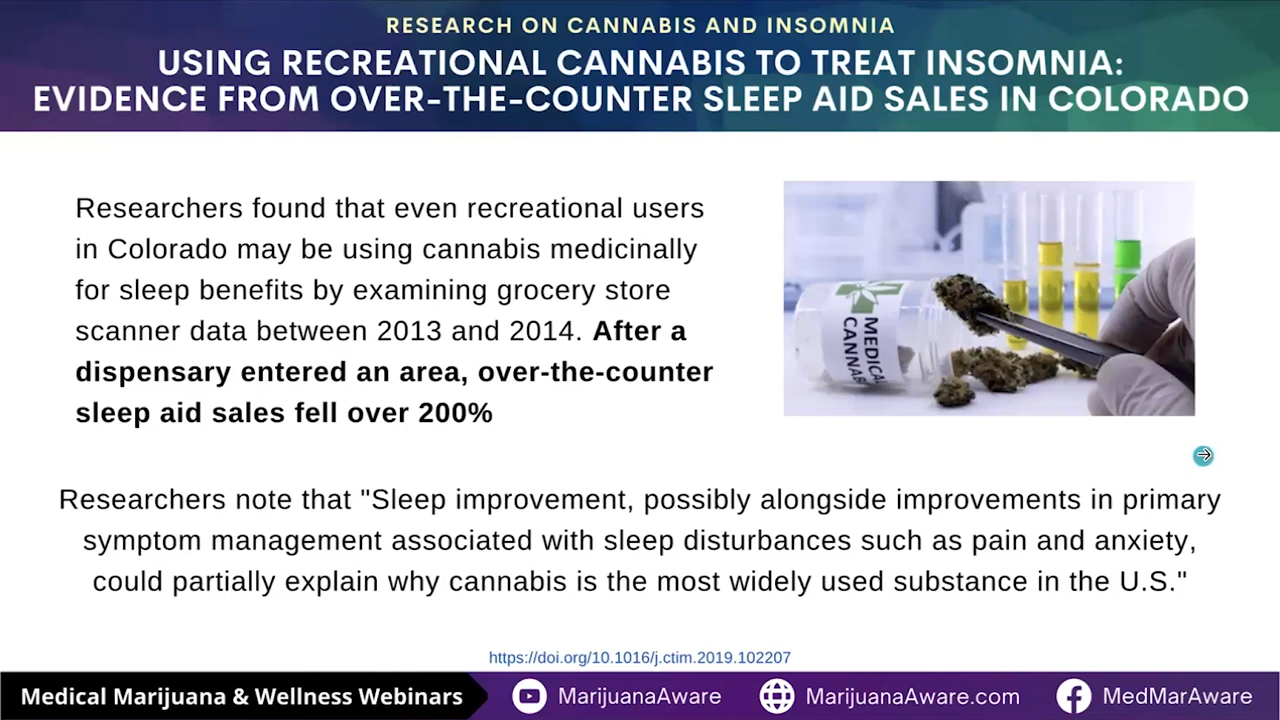 RESEARCH ON CANNABIS AND INSOMNIA
USING RECREATIONAL CANNABIS TO TREAT INSOMNIA:
EVIDENCE FROM OVER-THE-COUNTER SLEEP AID SALES IN COLORADO
Researchers found that even recreational users
in Colorado may be using cannabis medicinally
for sleep benefits by examining grocery store
scanner data between 2013 and 2014. After a
dispensary entered an area, over-the-counter
sleep aid sales fell over 200%
MEDICAL
CANNABI
Researchers note that "Sleep improvement, possibly alongside improvements in primary
symptom management associated with sleep disturbances such as pain and anxiety,
could partially explain why cannabis is the most widely used substance in the U.S."
https://doi.org/10.1016/j.ctim.2019.102207
Medical Marijuana & Wellness Webinars
MarijuanaAware
MarijuanaAware.com
MedMarAware